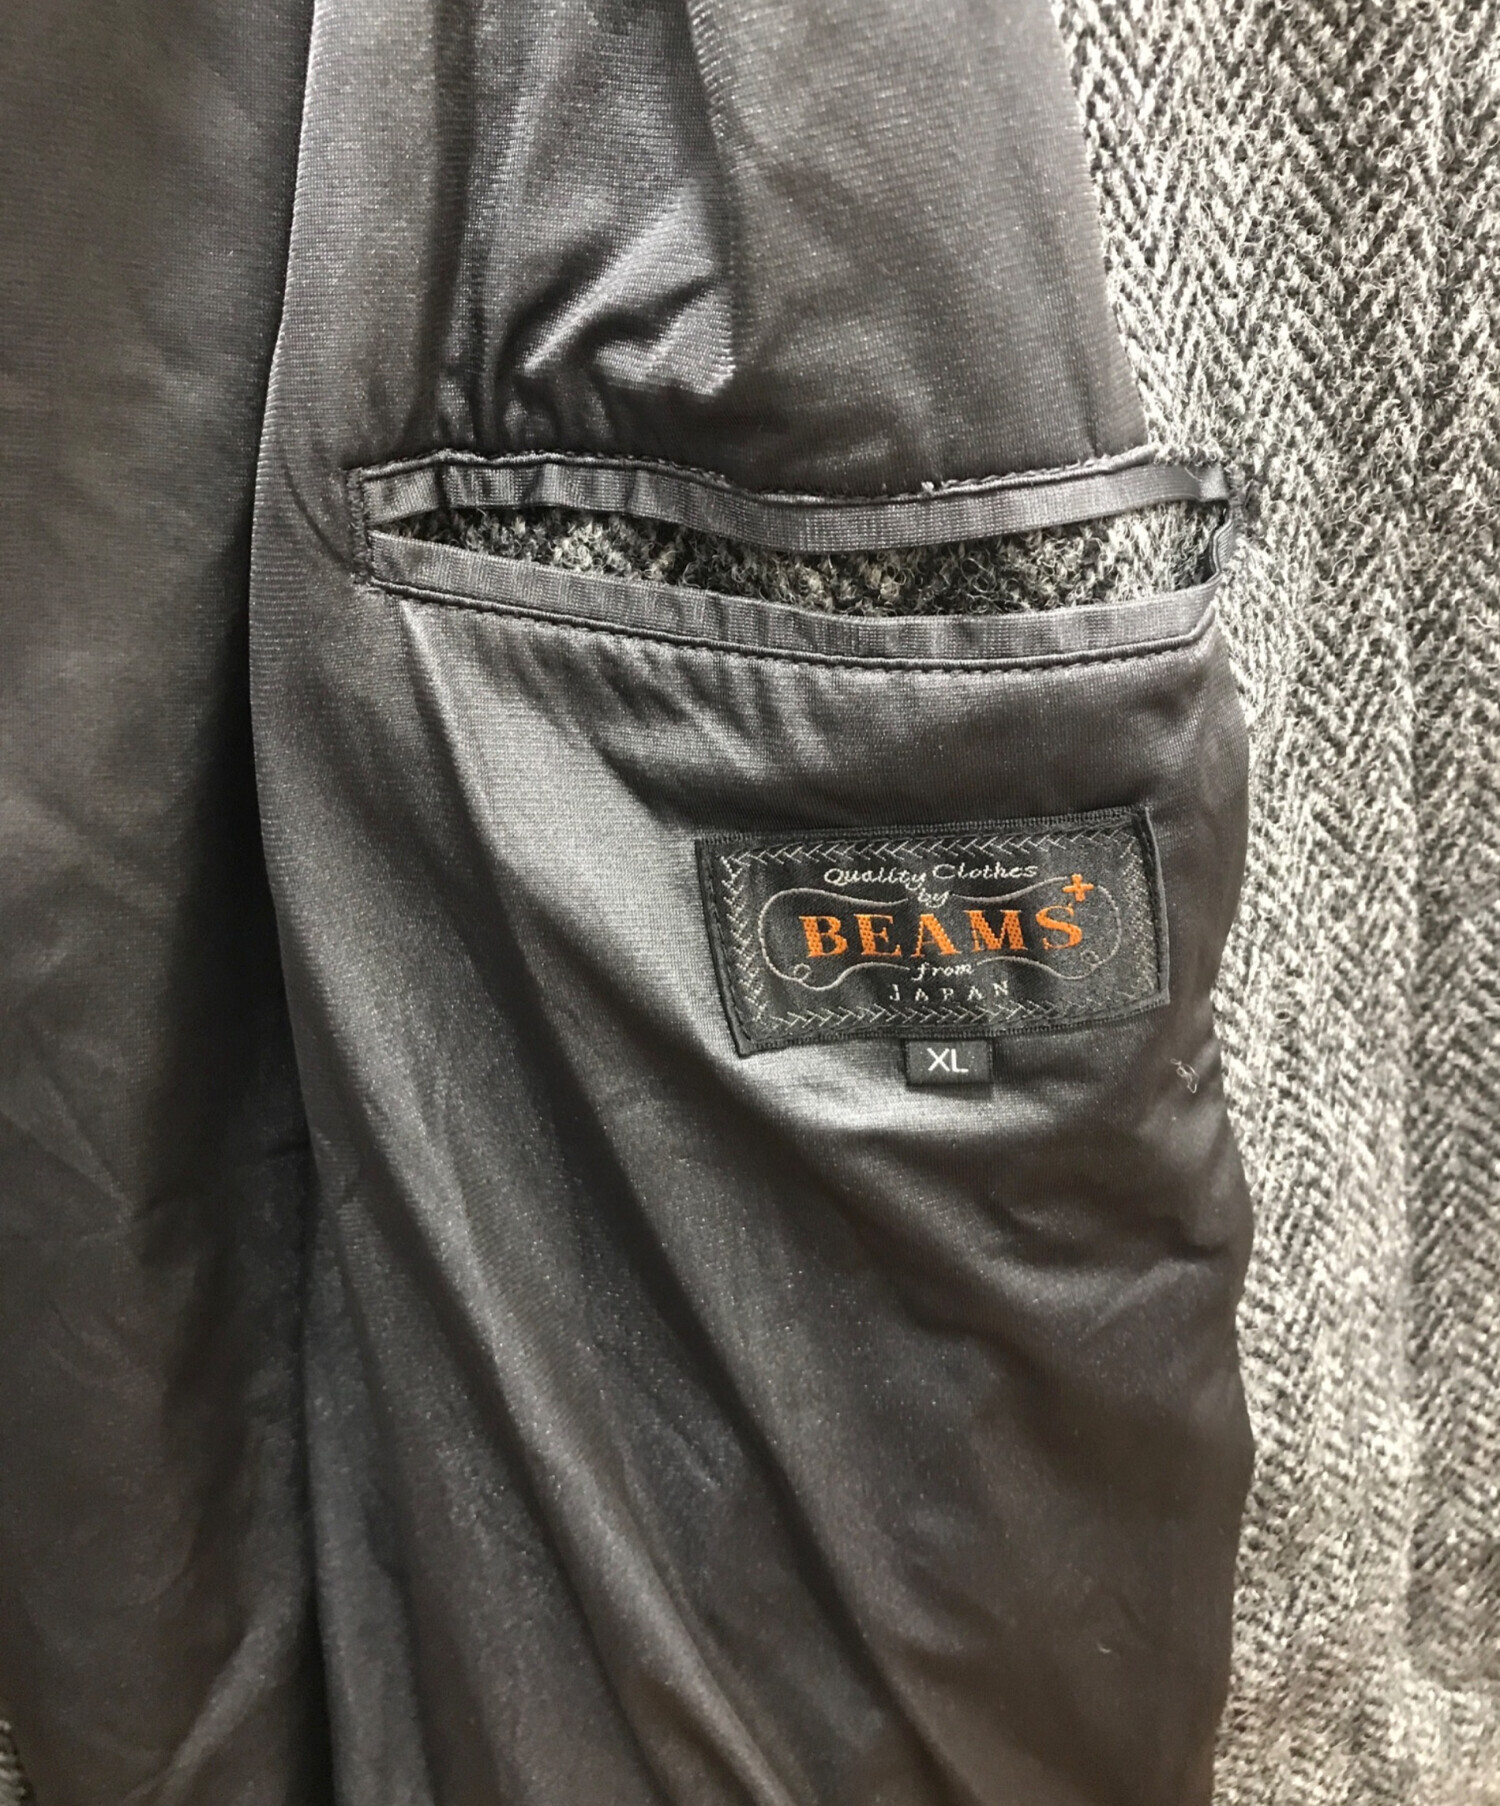 Quality Clothes
by
BEAMS+
from
JAPAN
XL